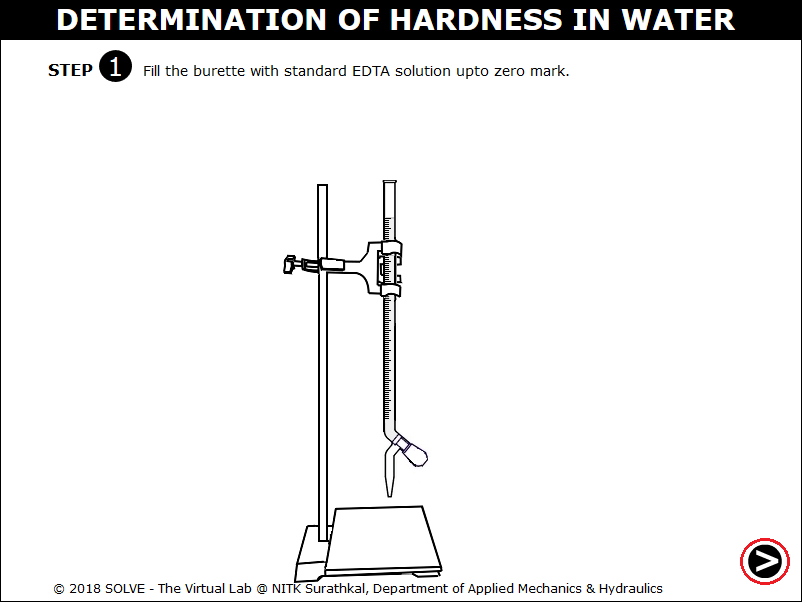 DETERMINATION OF HARDNESS IN WATER
STEP 1 Fill the burette with standard EDTA solution upto zero mark.
© 2018 SOLVE - The Virtual Lab @ NITK Surathkal, Department of Applied Mechanics & Hydraulics